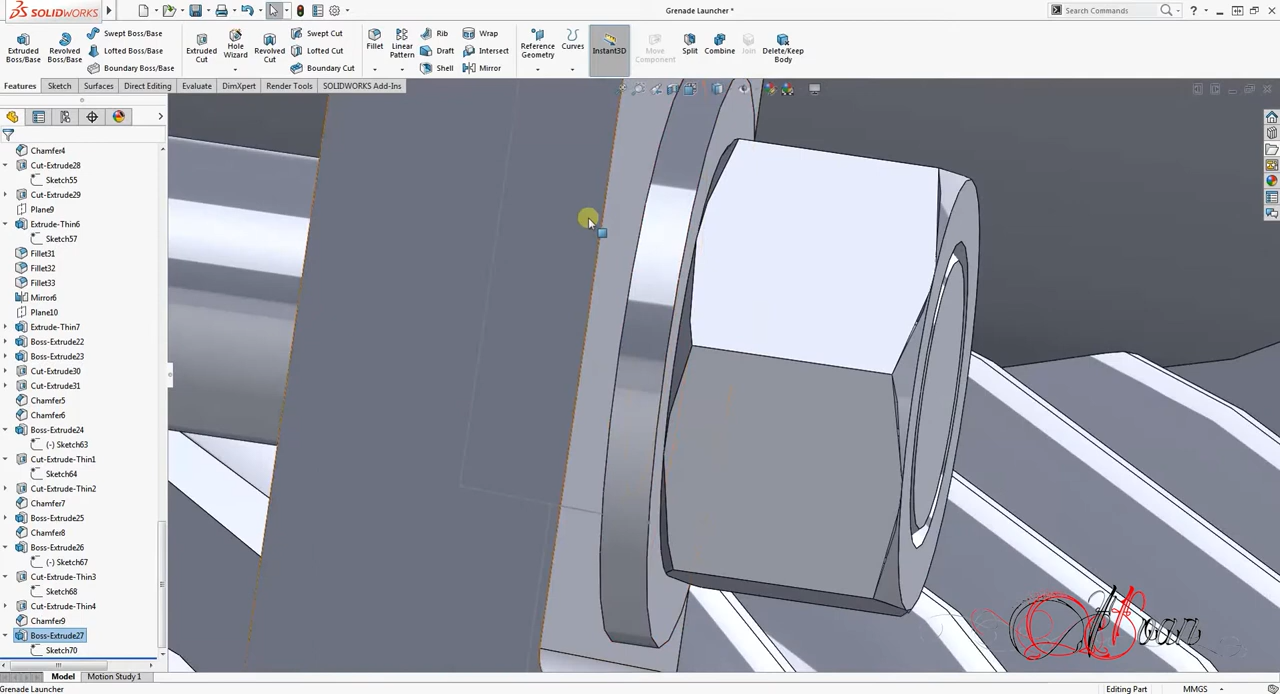 SOLIDWORKS
Grenade Launcher *
Search Commands
Extruded Boss/Base
Revolved Boss/Base
Swept Boss/Base
Lofted Boss/Base
Boundary Boss/Base
Extruded Cut
Hole Wizard
Revolved Cut
Swept Cut
Lofted Cut
Boundary Cut
Fillet
Linear Pattern
Rib
Draft
Shell
Wrap
Intersect
Mirror
Reference Geometry
Curves
Instant3D
Move Component
Split
Combine
Join
Delete/Keep Body
Features
Sketch
Surfaces
Direct Editing
Evaluate
DimXpert
Render Tools
SOLIDWORKS Add-Ins
Chamfer4
Cut-Extrude28
Sketch55
Cut-Extrude29
Plane9
Extrude-Thin6
Sketch57
Fillet31
Fillet32
Fillet33
Mirror6
Plane10
Extrude-Thin7
Boss-Extrude22
Boss-Extrude23
Cut-Extrude30
Cut-Extrude31
Chamfer5
Chamfer6
Boss-Extrude24
(-) Sketch63
Cut-Extrude-Thin1
Sketch64
Cut-Extrude-Thin2
Chamfer7
Boss-Extrude25
Chamfer8
Boss-Extrude26
(-) Sketch67
Cut-Extrude-Thin3
Sketch68
Cut-Extrude-Thin4
Chamfer9
Boss-Extrude27
Sketch70
Model
Motion Study 1
Grenade Launcher
Editing Part
MMGS